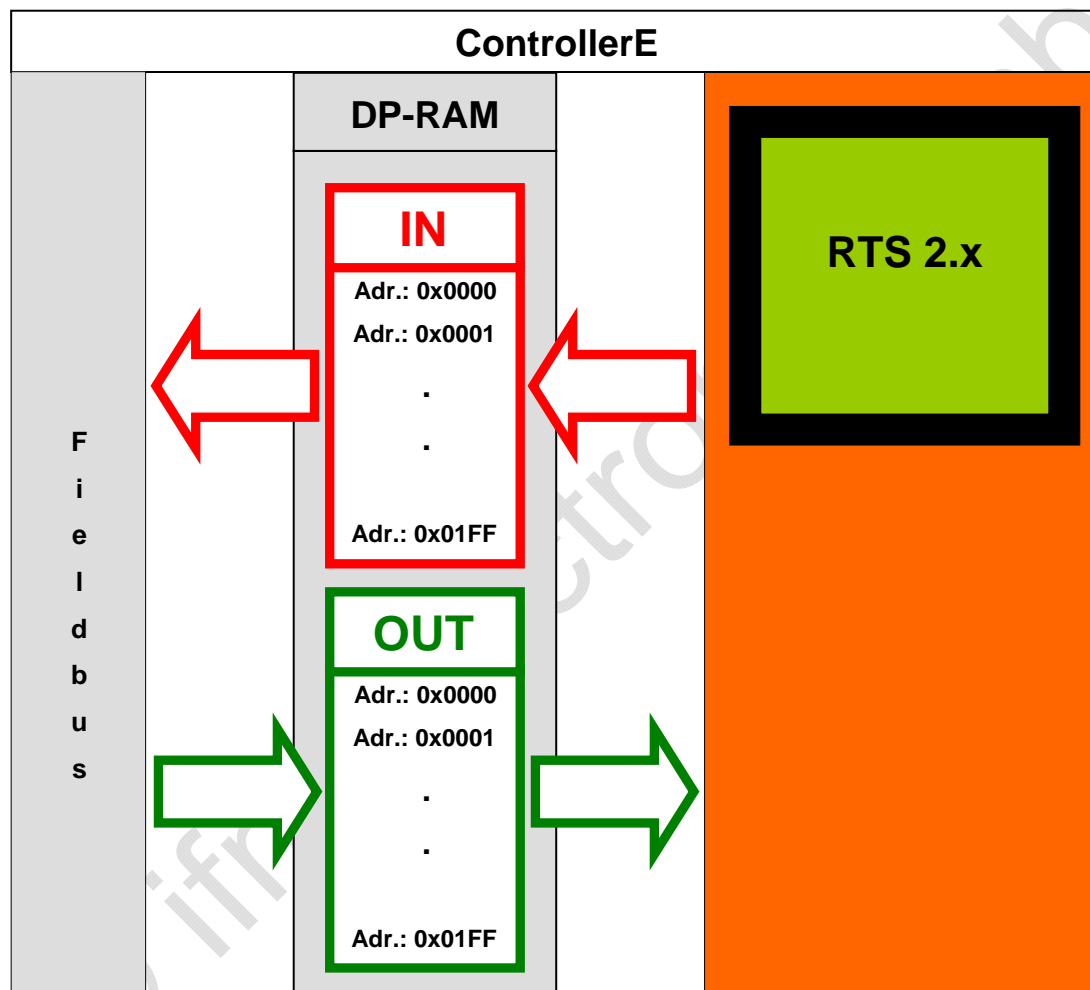 ControllerE
DP-RAM
IN
Adr.: 0x0000
Adr.: 0x0001
.
.
Adr.: 0x01FF
RTS 2.x
F
i
e
l
d
b
u
s
OUT
Adr.: 0x0000
Adr.: 0x0001
.
.
Adr.: 0x01FF